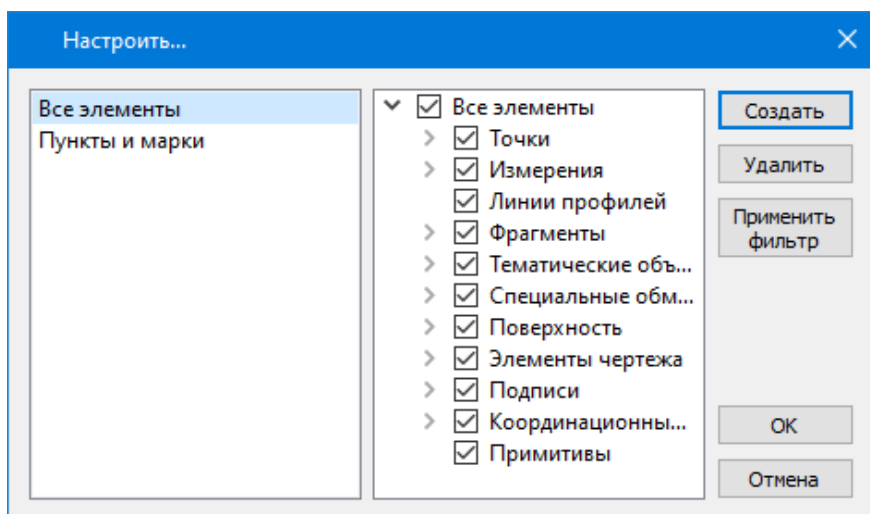 Настроить...
Все элементы
Пункты и марки
Все элементы
Точки
Измерения
Линии профилей
Фрагменты
Тематические объ...
Специальные обм...
Поверхность
Элементы чертежа
Подписи
Координационны...
Примитивы
Создать
Удалить
Применить
фильтр
ОК
Отмена